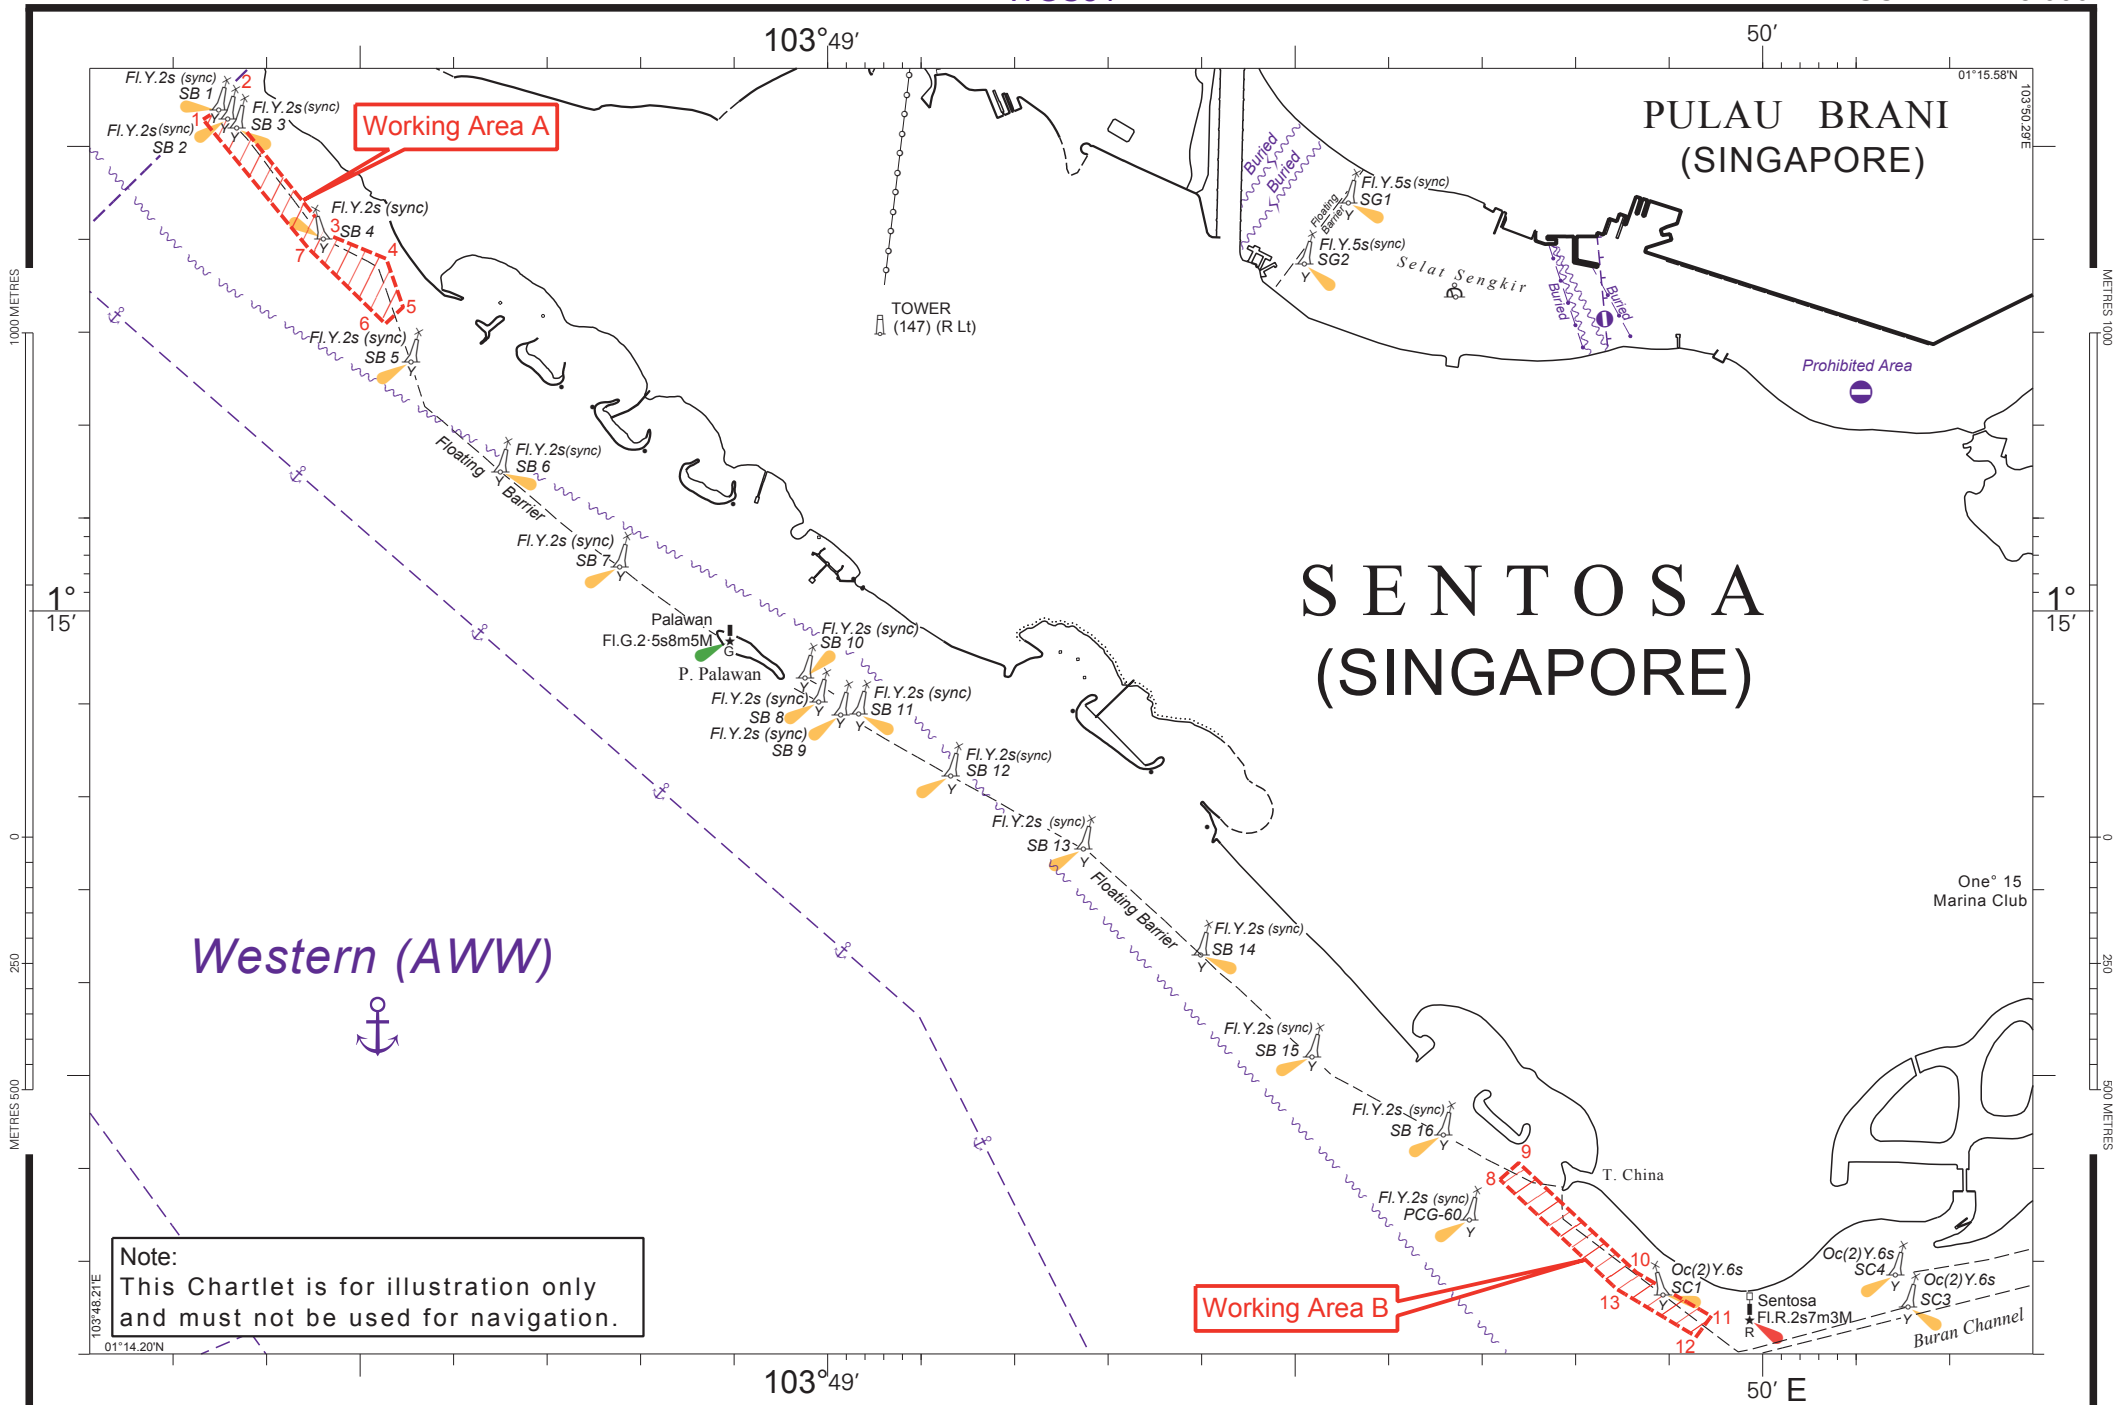 103°49′
50′
Fl.Y.2s (sync)
SB 1
2
Fl.Y.2s(sync)
SB 3
1
Fl.Y.2s(sync)
SB 2
Working Area A
01°15.58'N
103°50.29'E
PULAU BRANI
(SINGAPORE)
Buried
Buried
Floating
Barrier
Fl.Y.5s(sync)
SG1
Fl.Y.5s(sync)
SG2
Selat Sengkir
Buried
Buried
Prohibited Area
Fl.Y.2s (sync)
SB 4
3
4
5
6
7
1000 METRES
METRES 1000
TOWER
(147) (R Lt)
Fl.Y.2s (sync)
SB 5
Y
Floating
Barrier
Fl.Y.2s(sync)
SB 6
Y
Fl.Y.2s (sync)
SB 7
Y
1°
15′
1°
15′
SENTOSA
(SINGAPORE)
Palawan
Fl.G.2·5s8m5M
G
P. Palawan
Fl.Y.2s (sync)
SB 10
Y
Fl.Y.2s (sync)
SB 8
Y
Fl.Y.2s (sync)
SB 9
Y
Fl.Y.2s (sync)
SB 11
Y
Fl.Y.2s(sync)
SB 12
Y
Fl.Y.2s (sync)
SB 13
Y
Floating Barrier
0
0
250
250
One° 15
Marina Club
Western (AWW)
Fl.Y.2s (sync)
SB 14
Y
Fl.Y.2s (sync)
SB 15
Y
METRES 500
500 METRES
Fl.Y.2s (sync)
SB 16
Y
9
8
T. China
Fl.Y.2s (sync)
PCG-60
Y
10
Oc(2)Y.6s
SC1
Y
11
12
13
Working Area B
Sentosa
Fl.R.2s7m3M
R
Oc(2)Y.6s
SC4
Y
Oc(2)Y.6s
SC3
Y
Buran Channel
Note:
This Chartlet is for illustration only
and must not be used for navigation.
103°48.21'E
01°14.20'N
103°49′
50′ E